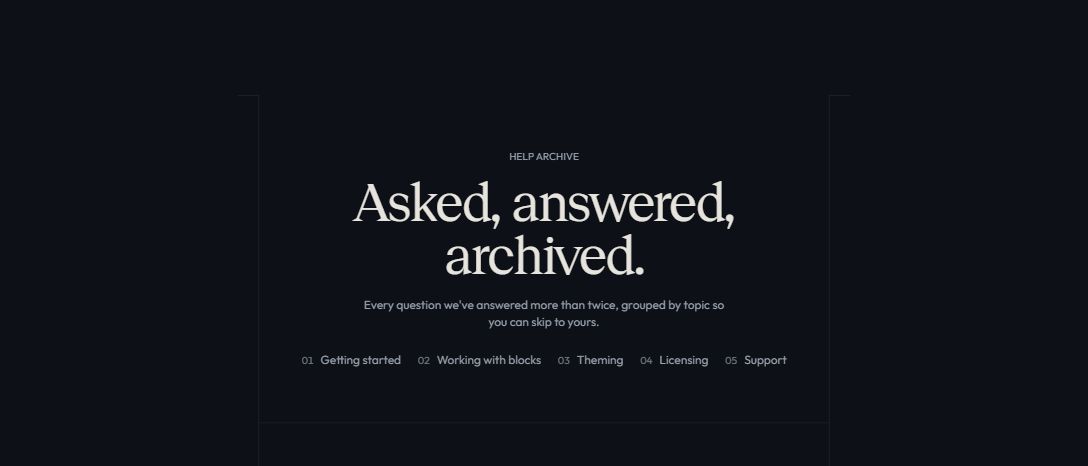 HELP ARCHIVE
Asked, answered,
archived.
Every question we've answered more than twice, grouped by topic so
you can skip to yours.
01 Getting started 02 Working with blocks 03 Theming 04 Licensing 05 Support